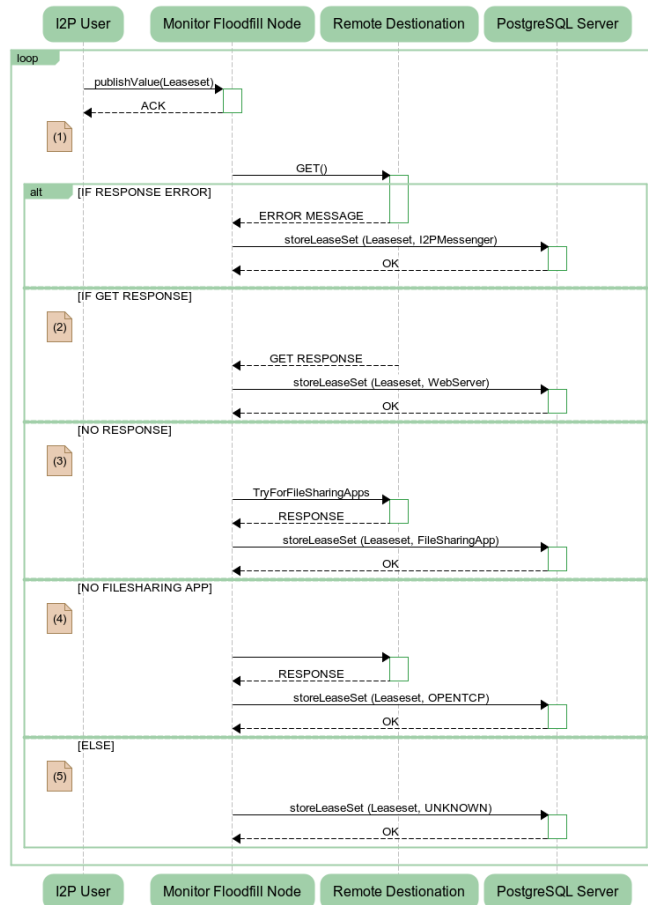 I2P User
Monitor Floodfill Node
Remote Destionation
PostgreSQL Server
loop
publishValue(Leaseset)
ACK
(1)
GET()
alt
[IF RESPONSE ERROR]
ERROR MESSAGE
storeLeaseSet (Leaseset, I2PMessenger)
OK
[IF GET RESPONSE]
(2)
GET RESPONSE
storeLeaseSet (Leaseset, WebServer)
OK
[NO RESPONSE]
(3)
TryForFileSharingApps
RESPONSE
storeLeaseSet (Leaseset, FileSharingApp)
OK
[NO FILESHARING APP]
(4)
RESPONSE
storeLeaseSet (Leaseset, OPENTCP)
OK
[ELSE]
(5)
storeLeaseSet (Leaseset, UNKNOWN)
OK
I2P User
Monitor Floodfill Node
Remote Destionation
PostgreSQL Server